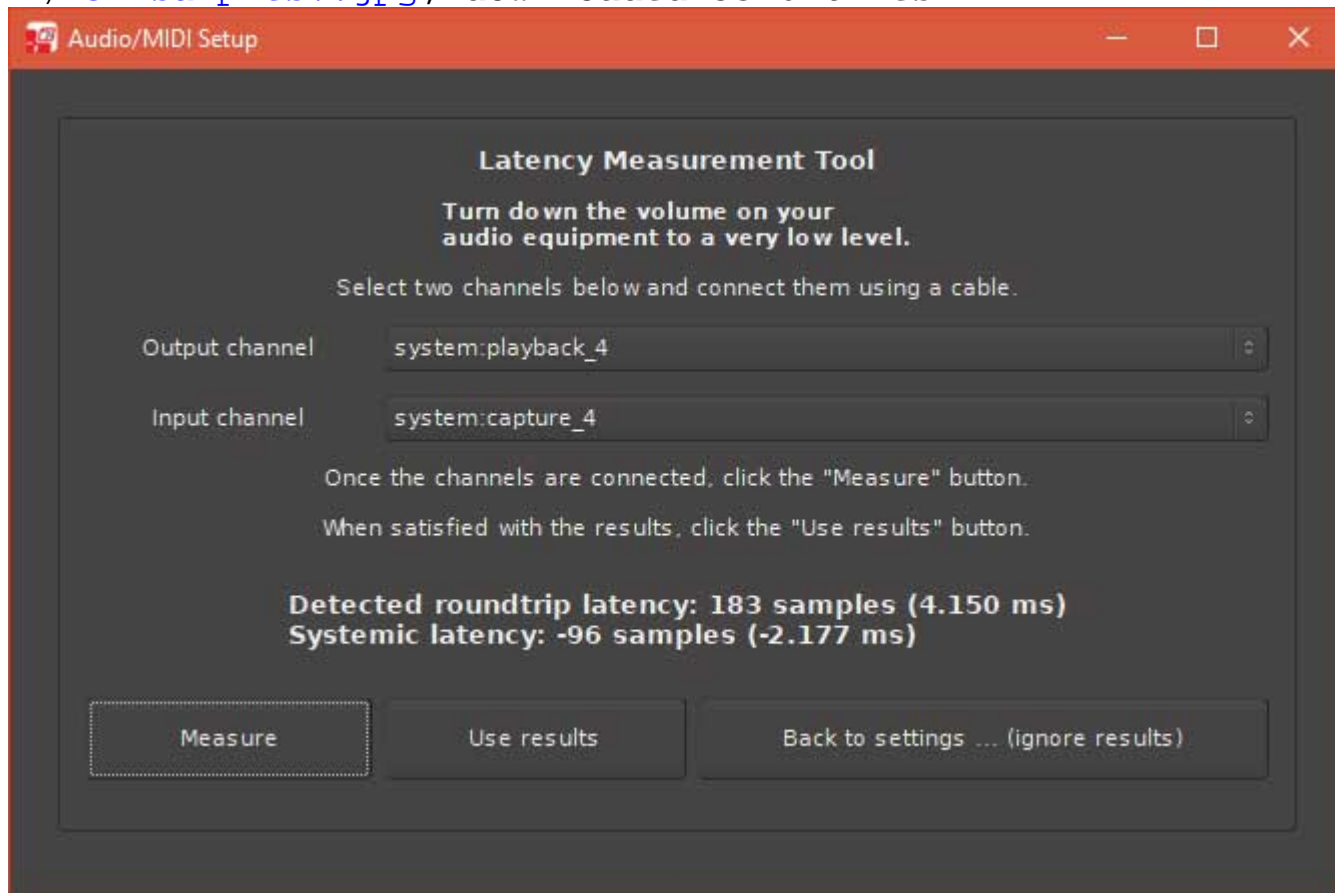 Audio/MIDI Setup
Latency Measurement Tool
Turn down the volume on your
audio equipment to a very low level.
Select two channels below and connect them using a cable.
Output channel system:playback_4
Input channel system:capture_4
Once the channels are connected, click the "Measure" button.
When satisfied with the results, click the "Use results" button.
Detected roundtrip latency: 183 samples (4.150 ms)
Systemic latency: -96 samples (-2.177 ms)
Measure Use results Back to settings ... (ignore results)